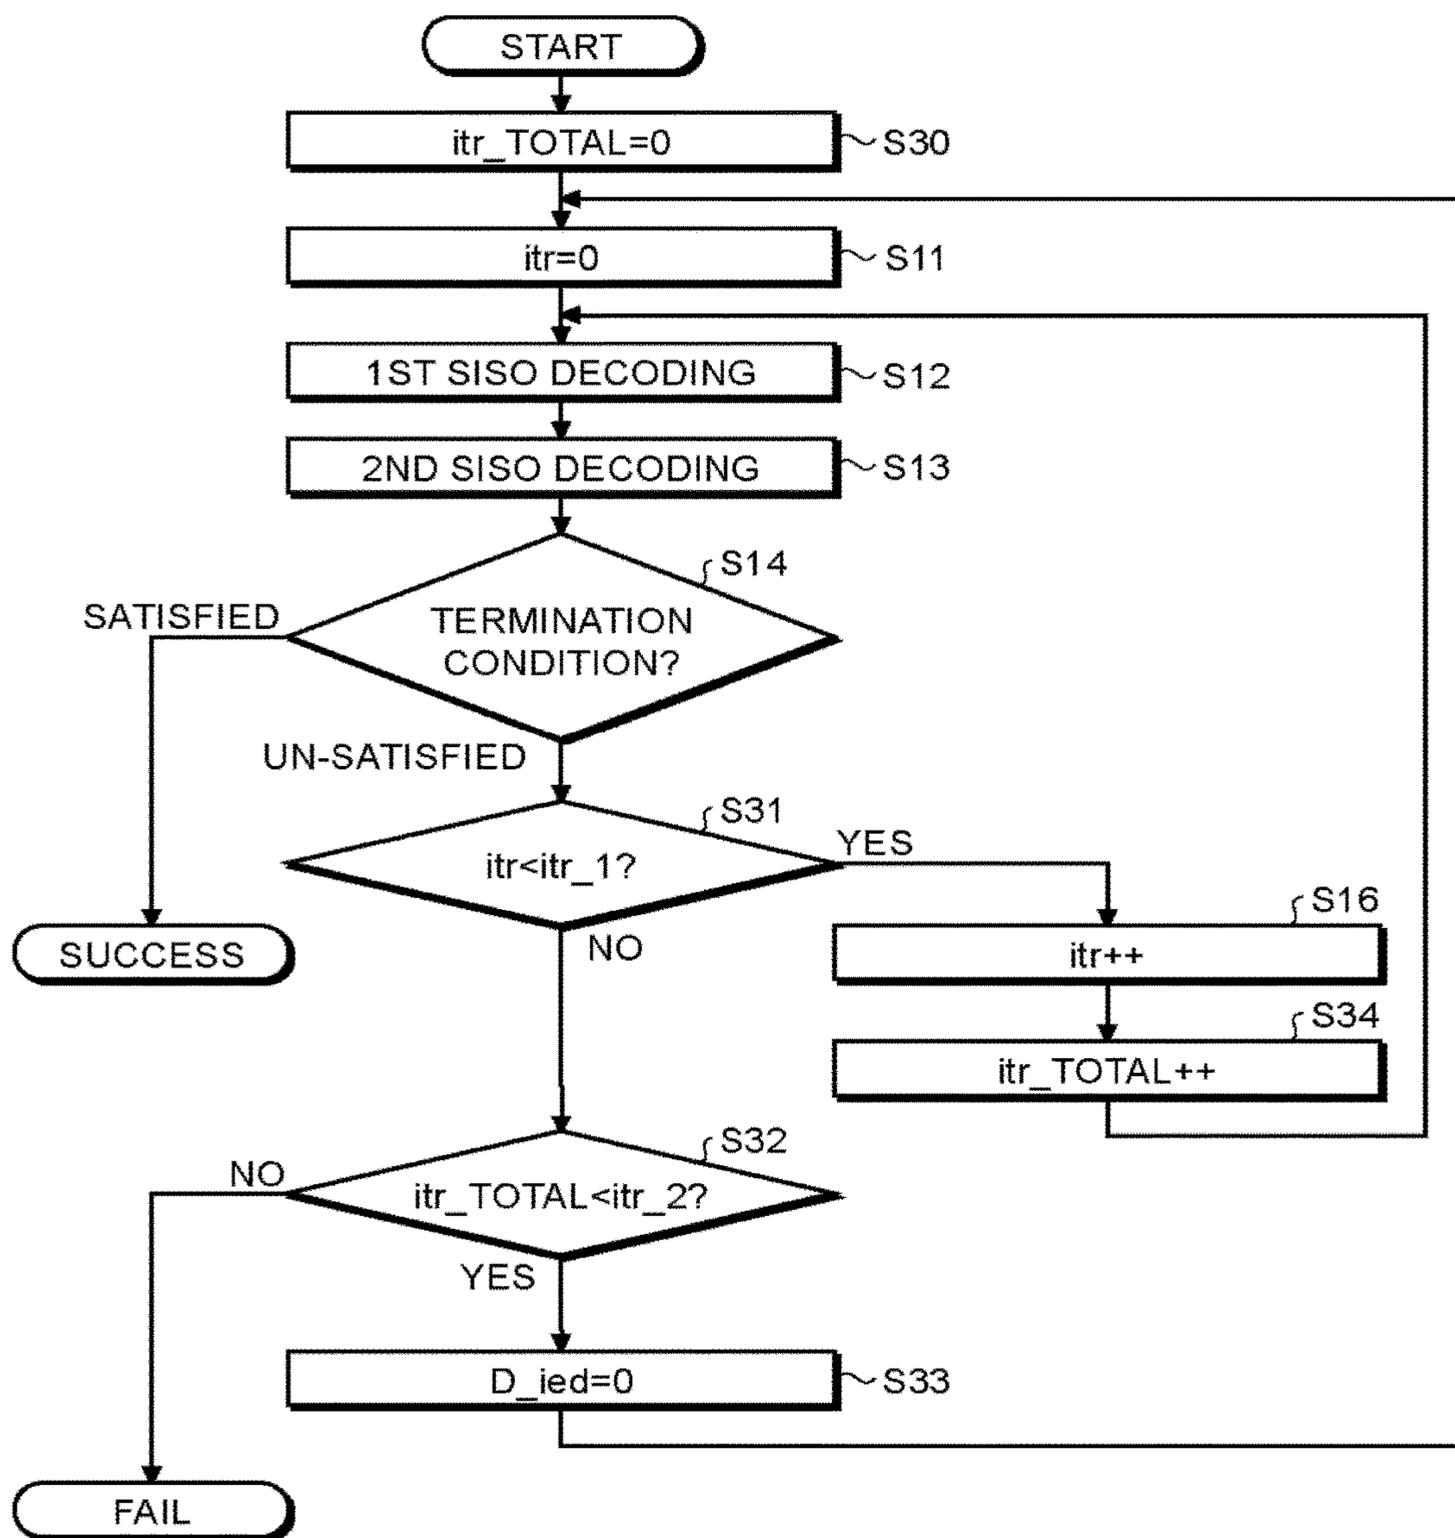 START
itr_TOTAL=0
S30
itr=0
S11
1ST SISO DECODING
S12
2ND SISO DECODING
S13
S14
SATISFIED
TERMINATION
CONDITION?
UN-SATISFIED
S31
itr<itr_1?
YES
S16
NO
SUCCESS
itr++
S34
itr_TOTAL++
S32
NO
itr_TOTAL<itr_2?
YES
D_ied=0
S33
FAIL